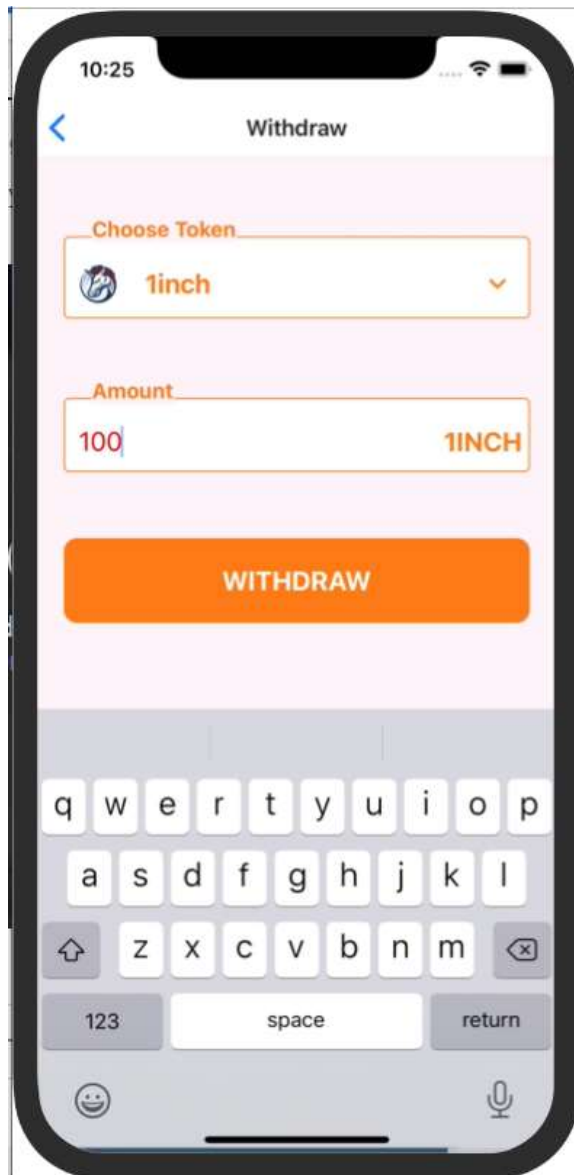 10:25
Withdraw
Choose Token
1inch
Amount
100 1INCH
WITHDRAW
q w e r t y u i o p
a s d f g h j k l
z x c v b n m
123 space return